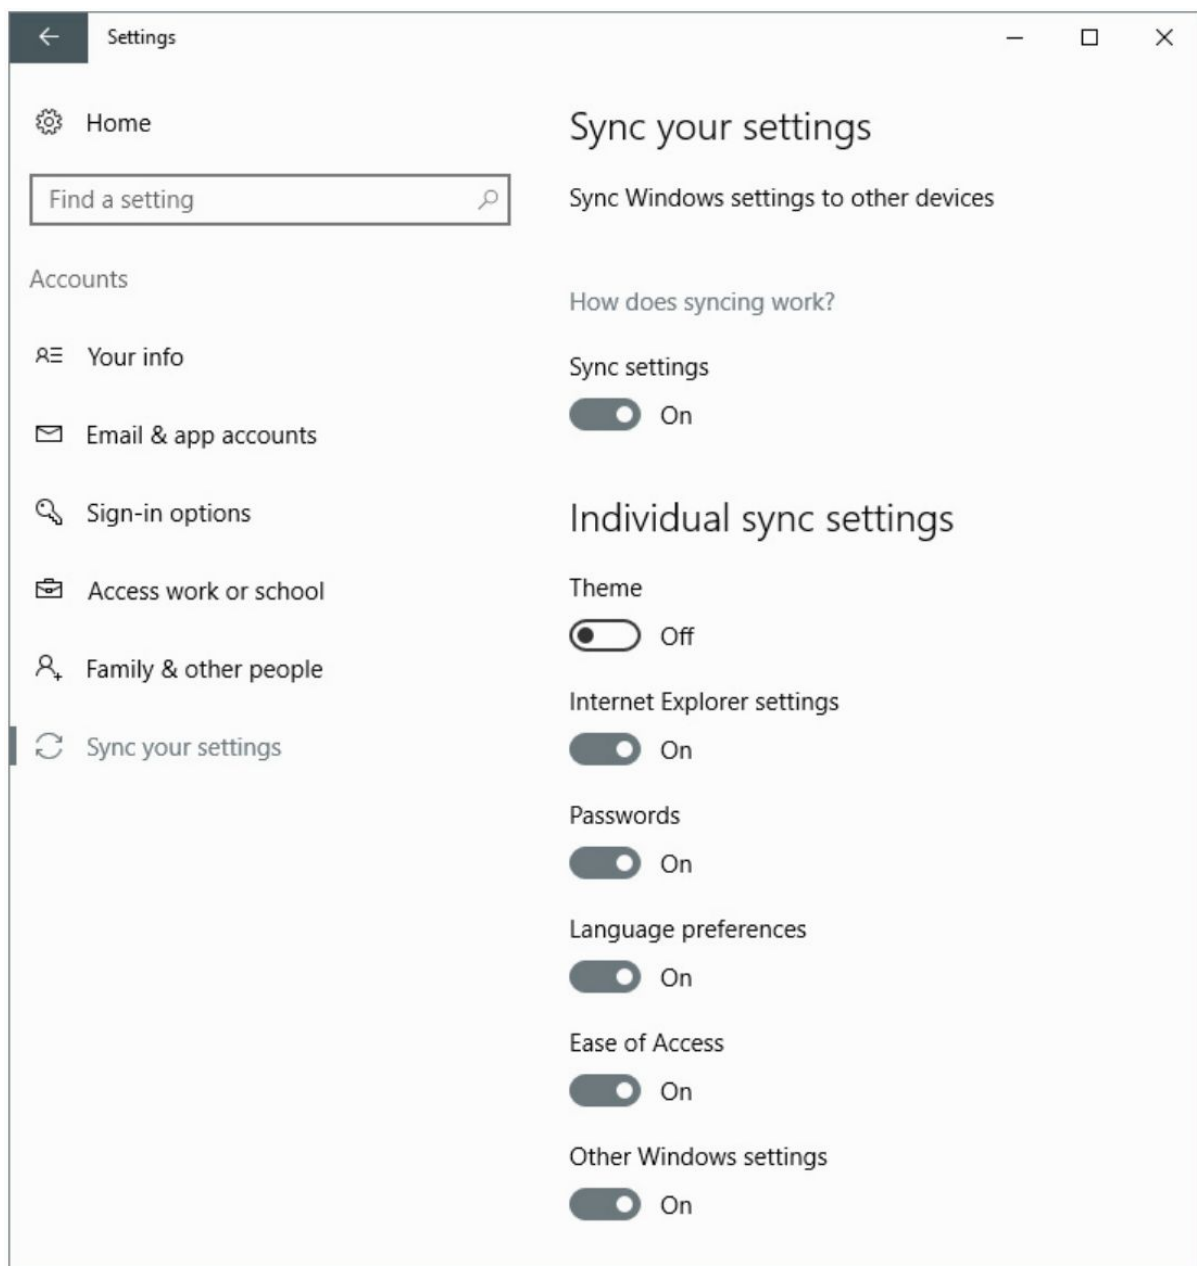 Settings
Home
Find a setting
Accounts
Your info
Email & app accounts
Sign-in options
Access work or school
Family & other people
Sync your settings
Sync your settings
Sync Windows settings to other devices
How does syncing work?
Sync settings
On
Individual sync settings
Theme
Off
Internet Explorer settings
On
Passwords
On
Language preferences
On
Ease of Access
On
Other Windows settings
On